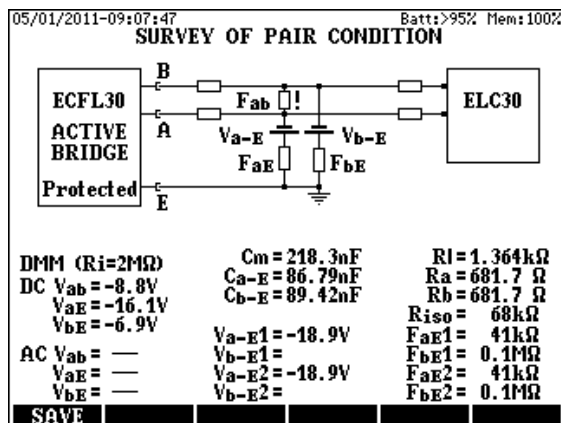 05/01/2011-09:07:47 Batt:>95% Mem:100%
SURVEY OF PAIR CONDITION
B
ECFL30
Fab
!
ELC30
ACTIVE
A
Va-E
Vb-E
BRIDGE
FaE
FbE
Protected
E
DMM (Ri=2MΩ)
DC Vab=-8.8V
VaE=-16.1V
VbE=-6.9V
AC Vab= —
VaE= —
VbE= —
Cm=218.3nF
Ca-E=86.79nF
Cb-E=89.42nF
Va-E1=-18.9V
Vb-E1=
Va-E2=-18.9V
Vb-E2=
Rl=1.364kΩ
Ra=681.7 Ω
Rb=681.7 Ω
Riso= 68kΩ
FaE1= 41kΩ
FbE1= 0.1MΩ
FaE2= 41kΩ
FbE2= 0.1MΩ
SAVE